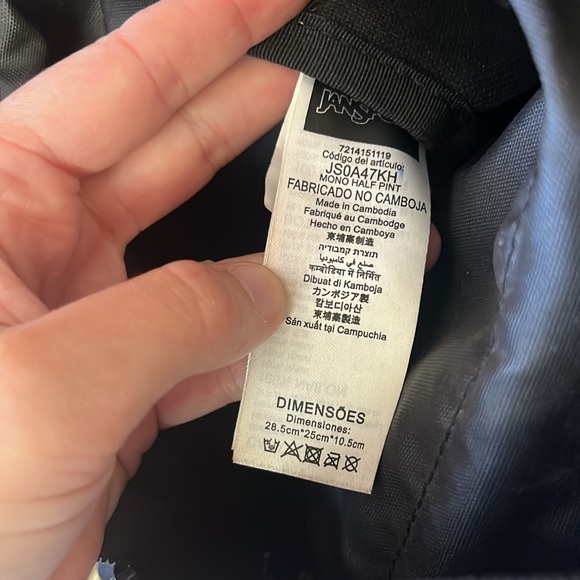 JANS
7214151119
Código del artículo:
JS0A47KH
MONO HALF PINT
FABRICADO NO CAMBOJA
Made in Cambodia
Fabriqué au Cambodge
Hecho en Camboya
柬埔寨制造
תוצרת קמבודיה
صنع في كامبوديا
कम्बोडिया में निर्मित
Dibuat di Kamboja
カンボジア製
캄보디아산
柬埔寨製造
Sản xuất tại Campuchia
DIMENSÕES
Dimensiones:
26.5cm*25cm*10.5cm